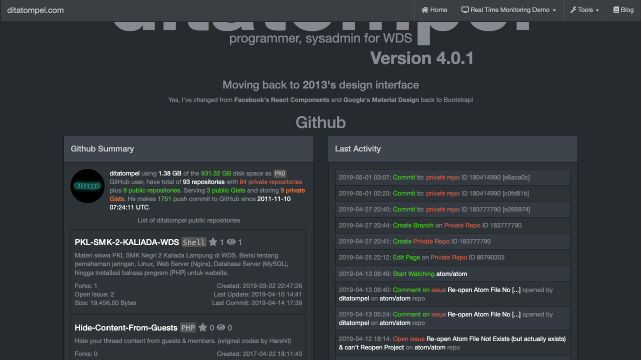 ditatompel.com
Home
Real Time Monitoring Demo
Tools
Blog
ditatompel
programmer, sysadmin for WDS
Version 4.0.1
Moving back to 2013's design interface
Yes, I've changed from Facebook's React Components and Google's Material Design back to Bootstrap!
Github
Github Summary
ditatompel using 1.38 GB of the 931.32 GB disk space as PRO
GitHub user, have total of 93 repositories with 84 private repositories
plus 9 public repositories. Serving 3 public Gists and storing 9 private
Gists. He makes 1751 push commit to GitHub since 2011-11-10
07:24:11 UTC.
List of ditatompel public repositories
PKL-SMK-2-KALIADA-WDS Shell 1 1
Materi siswa PKL SMK Negri 2 Kalada Lampung di WDS. Berisi tentang
pemahaman jaringan, Linux, Web Server (Nginx), Database Server (MySQL),
hingga installasi bahasa program (PHP) untuk website.
Forks: 1
Created: 2019-03-22 22:47:26
Open Issue: 2
Last Update: 2019-04-10 14:41
Size: 19,456.00 Bytes
Last Commit: 2019-04-14 17:39
Hide-Content-From-Guests PHP 0 0
Hide your thread content from guests & members. (original codes by Harshil)
Forks: 0
Created: 2017-04-22 18:11:43
Last Activity
2019-05-01 03:07: Commit to: private repo ID 180414990 [e6aca0c]
2019-05-01 02:23: Commit to: private repo ID 180414990 [c0fd81b]
2019-04-27 20:45: Commit to: private repo ID 183777790 [e268874]
2019-04-27 20:44: Create Branch on Private Repo ID 183777790
2019-04-27 20:41: Create Private Repo ID 183777790
2019-04-25 22:12: Edit Page on Private Repo ID 86790303
2019-04-13 08:49: Start Watching atom/atom
2019-04-13 08:40: Comment on issue Re-open Atom File No [...] opened by
ditatompel on atom/atom repo
2019-04-13 05:24: Comment on issue Re-open Atom File No [...] opened by
ditatompel on atom/atom repo
2019-04-12 18:14: Open issue Re-open Atom File Not Exists (but actually exists)
& can't Reopen Project on atom/atom repo